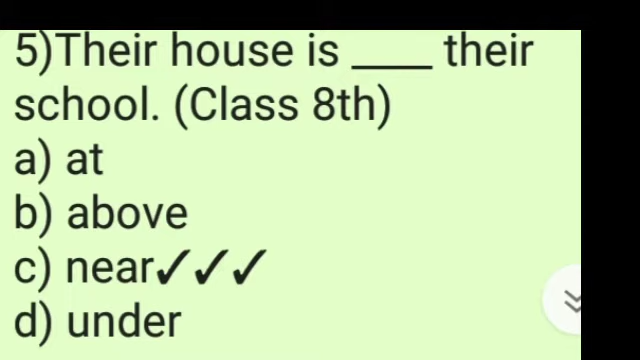 5)Their house is ____ their
school. (Class 8th)
a) at
b) above
c) near✓✓✓
d) under